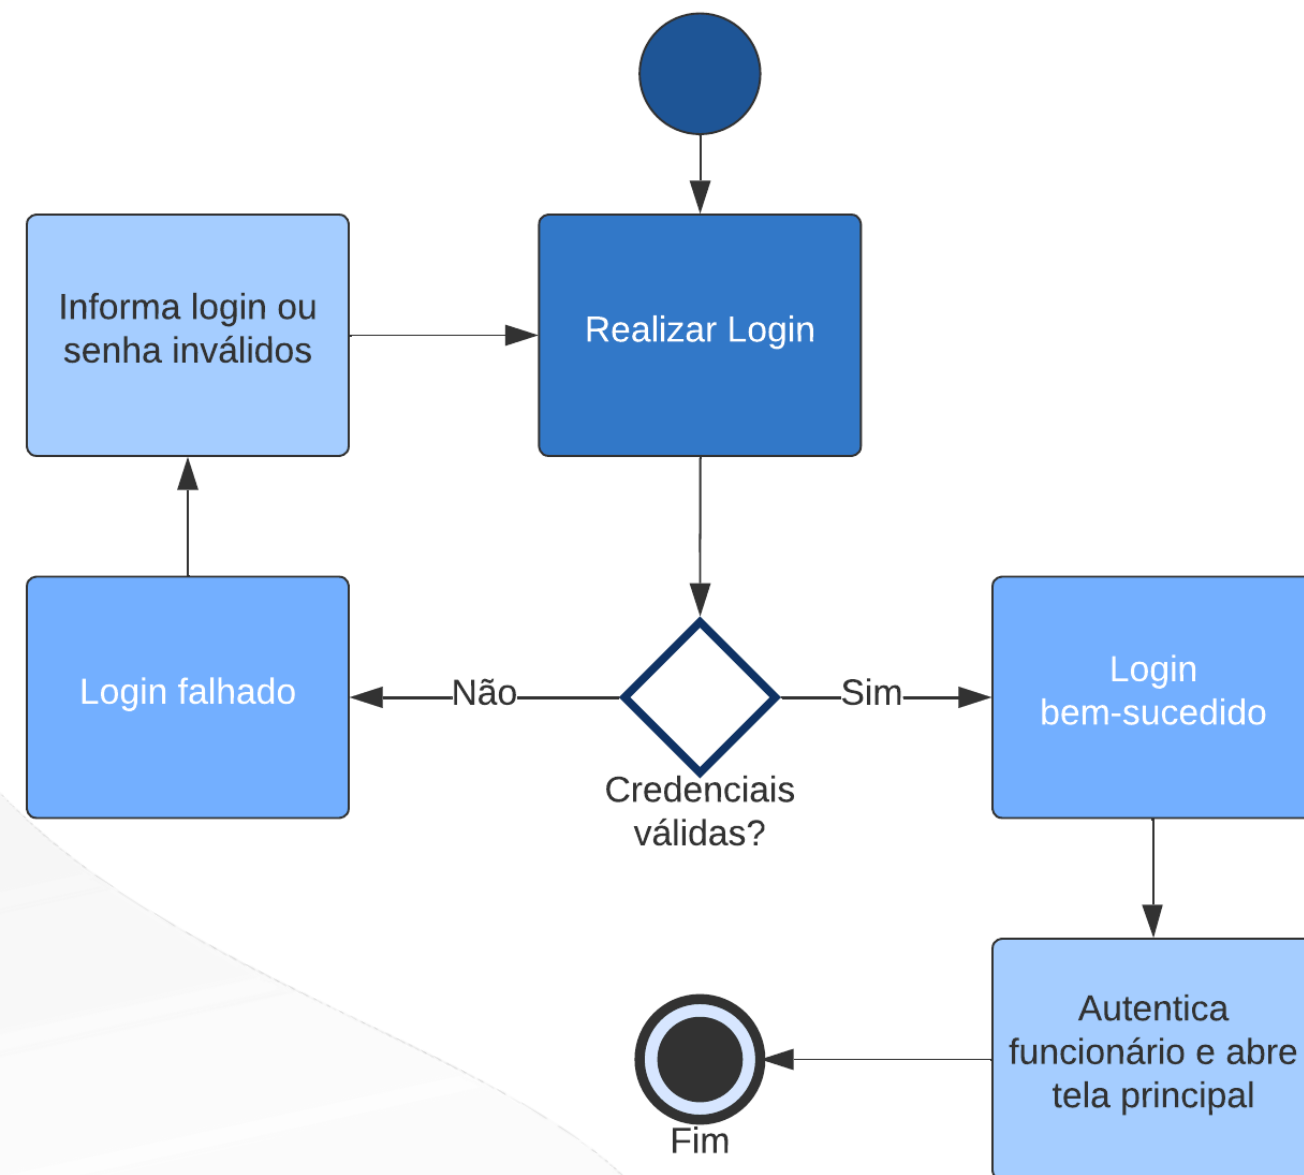 Informa login ou
senha inválidos
Realizar Login
Login falhado
Não
Sim
Login
bem-sucedido
Credenciais
válidas?
Autentica
funcionário e abre
tela principal
Fim